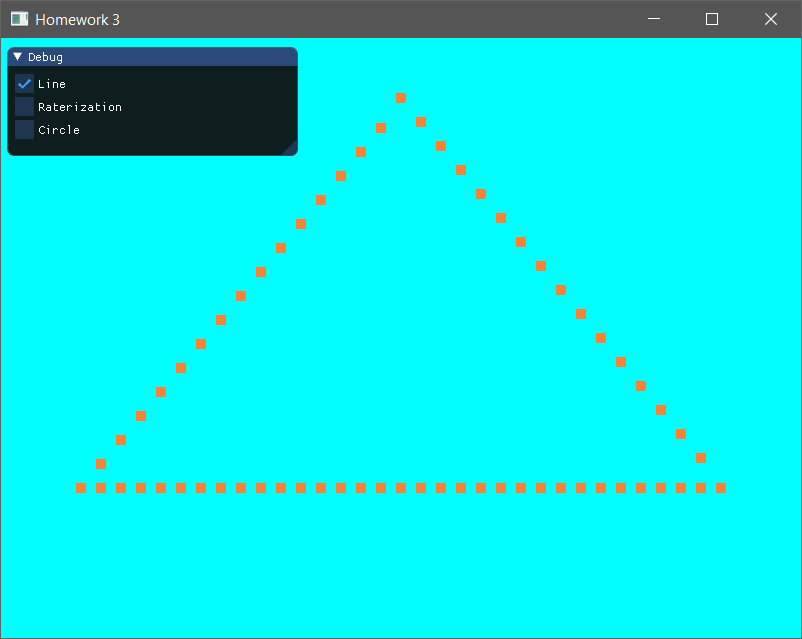 Homework 3
Debug
Line
Raterization
Circle